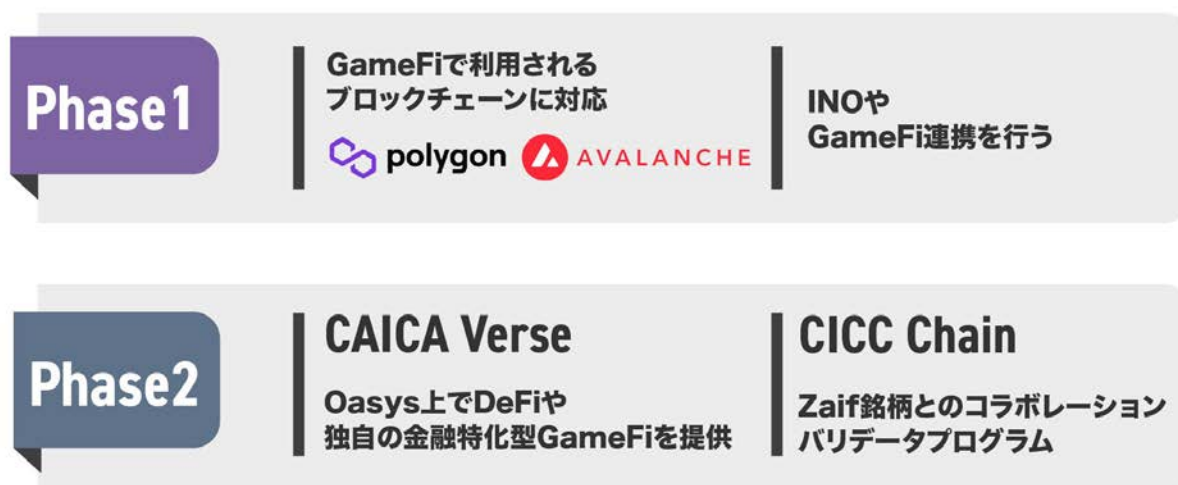 Phase1
GameFiで利用される
ブロックチェーンに対応
polygon AVALANCHE
INOや
GameFi連携を行う
Phase2
CAICA Verse
Oasys上でDeFiや
独自の金融特化型GameFiを提供
CICC Chain
Zaif銘柄とのコラボレーション
バリデータプログラム